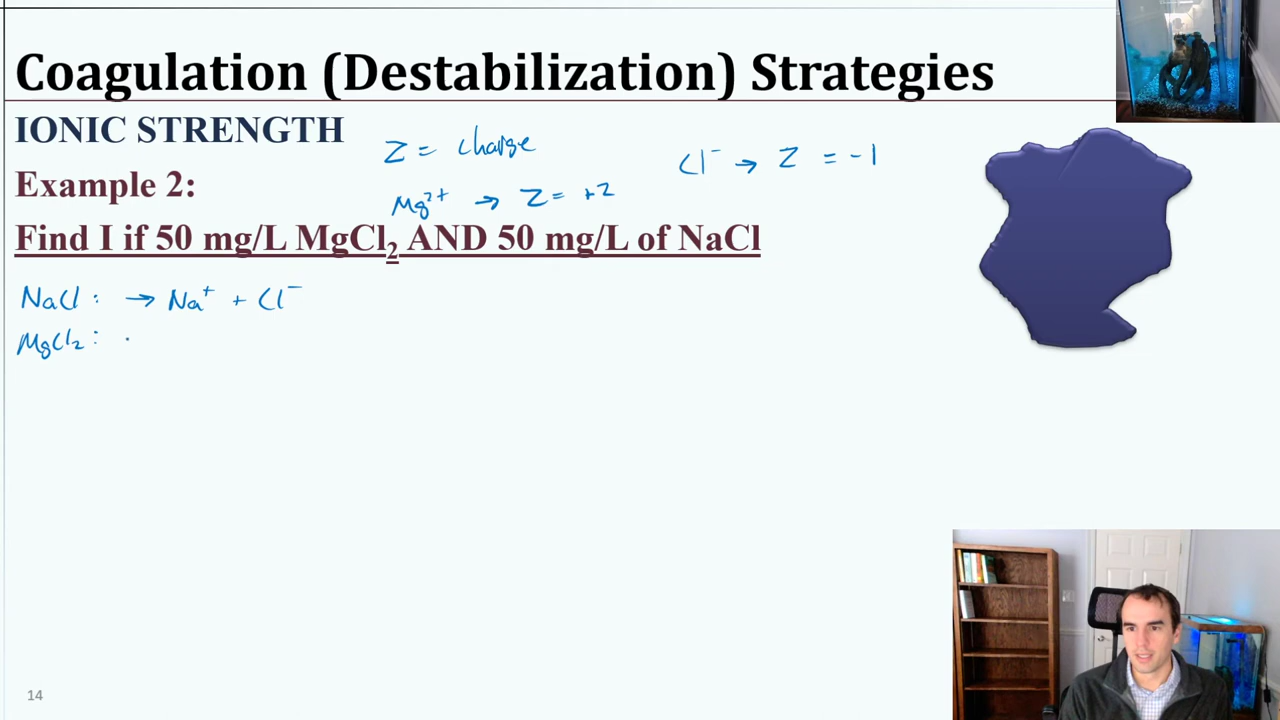 Coagulation (Destabilization) Strategies
IONIC STRENGTH
Z = charge
Cl⁻ → Z = -1
Example 2:
Mg²⁺ → Z = +2
Find I if 50 mg/L MgCl₂ AND 50 mg/L of NaCl
NaCl: → Na⁺ + Cl⁻
MgCl₂:
14